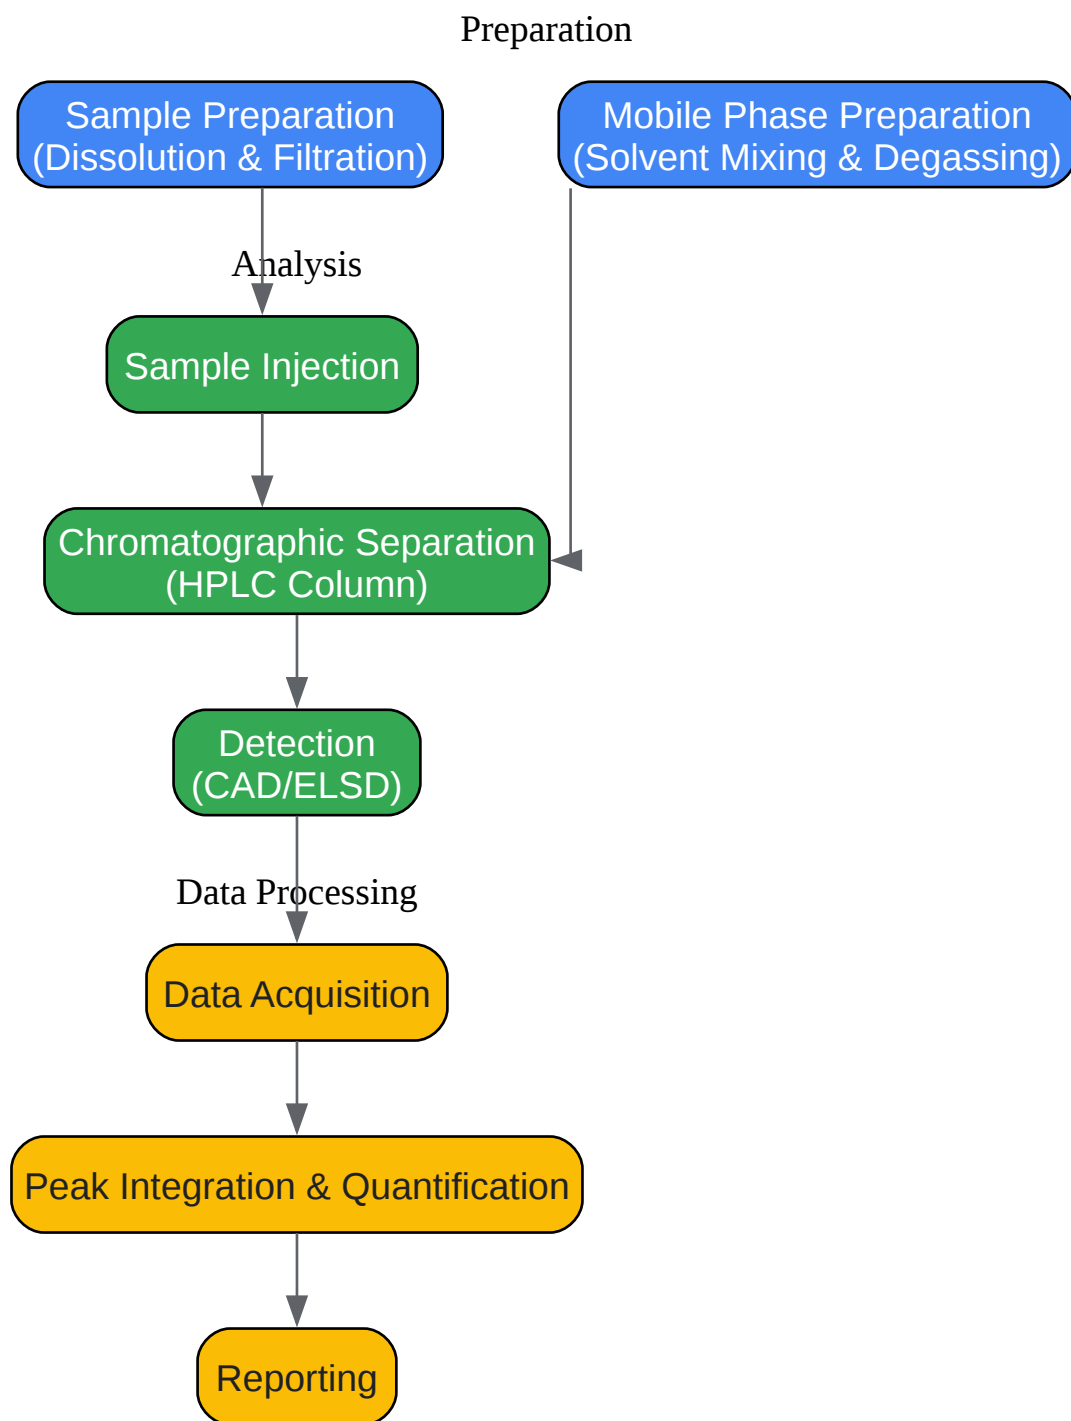 Preparation
Sample Preparation
(Dissolution & Filtration)
Mobile Phase Preparation
(Solvent Mixing & Degassing)
Analysis
Sample Injection
Chromatographic Separation
(HPLC Column)
Detection
(CAD/ELSD)
Data Processing
Data Acquisition
Peak Integration & Quantification
Reporting